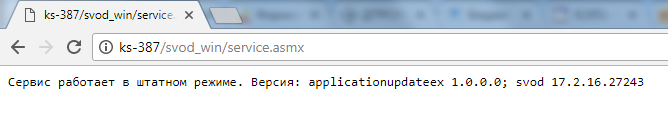 ks-387/svod_win/service.
ks-387/svod_win/service.asmx
Сервис работает в штатном режиме. Версия: applicationupdateex 1.0.0.0; svod 17.2.16.27243